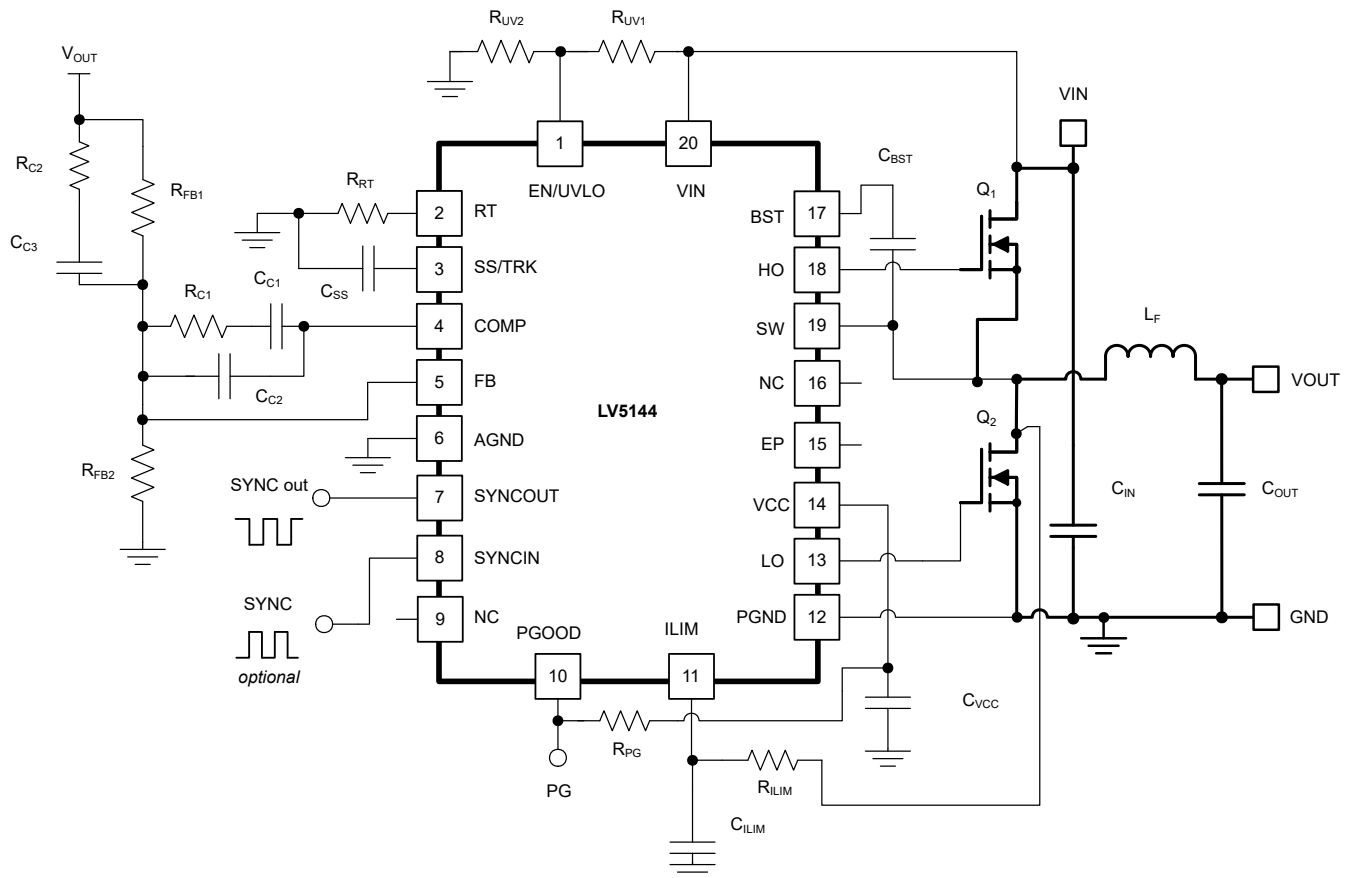 RUV2
RUV1
VOUT
VIN
1
20
CBST
RC2
RFB1
RRT
EN/UVLO
VIN
Q1
2
RT
BST
17
CC3
3
SS/TRK
HO
18
CSS
RC1
CC1
4
COMP
SW
19
LF
5
FB
NC
16
VOUT
CC2
LV5144
Q2
6
AGND
EP
15
RFB2
SYNC out
7
SYNCOUT
VCC
14
CIN
COUT
8
SYNCIN
LO
13
SYNC
9
NC
PGND
12
GND
PGOOD
ILIM
optional
10
11
CVCC
RPG
PG
RILIM
CILIM